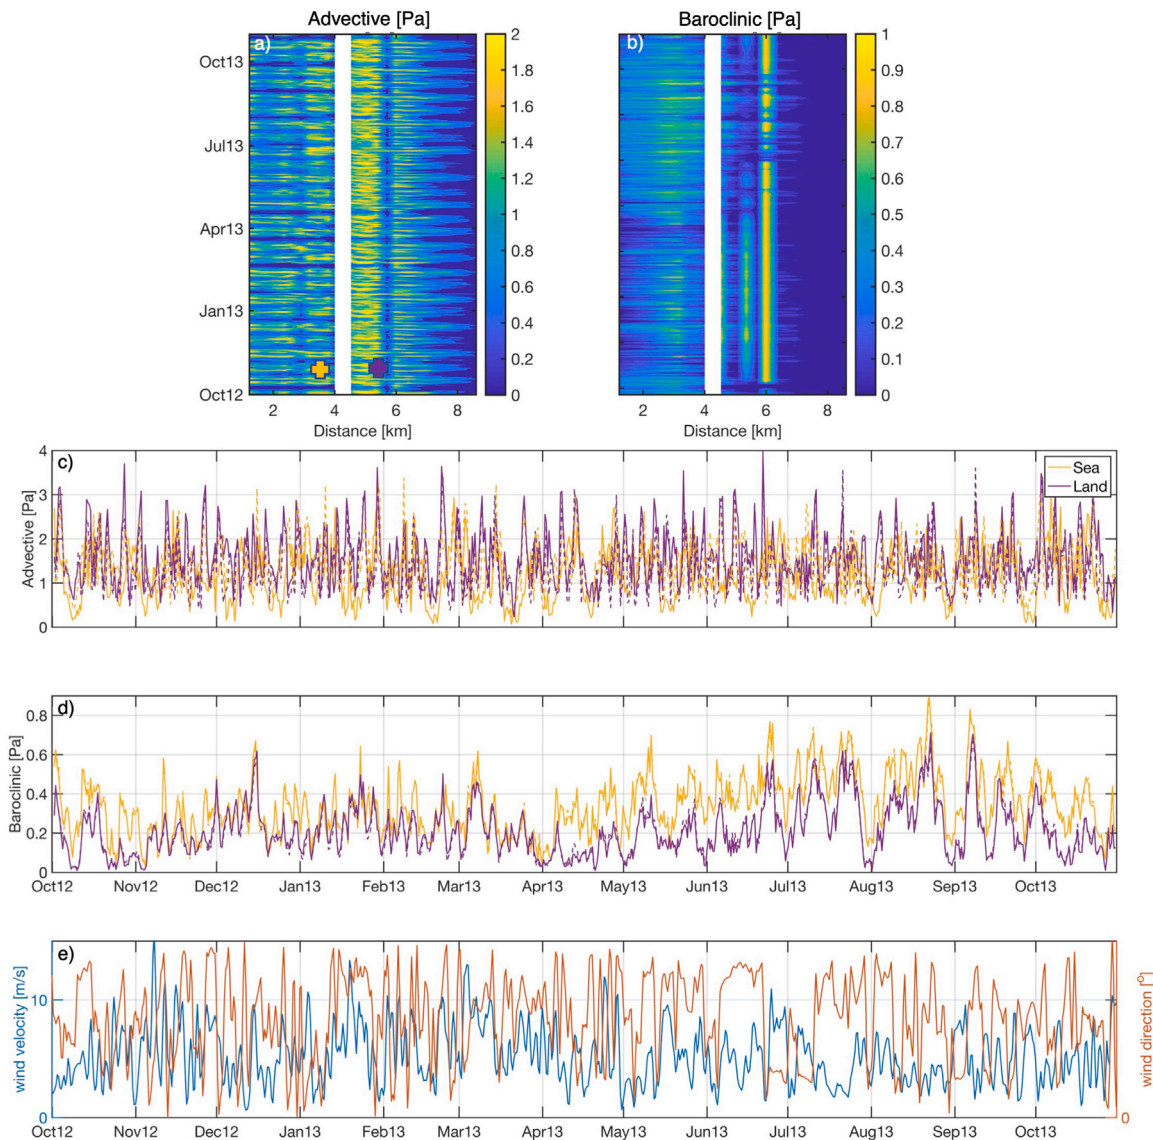 Advective [Pa]
Baroclinic [Pa]
a)
b)
Oct13
Jul13
Apr13
Jan13
Oct12
2
1.8
1.6
1.4
1.2
1
0.8
0.6
0.4
0.2
0
1
0.9
0.8
0.7
0.6
0.5
0.4
0.3
0.2
0.1
0
2 4 6 8
2 4 6 8
Distance [km]
Distance [km]
c)
Advective [Pa]
4
3
2
1
0
Sea
Land
d)
Baroclinic [Pa]
0.8
0.6
0.4
0.2
0
Oct12 Nov12 Dec12 Jan13 Feb13 Mar13 Apr13 May13 Jun13 Jul13 Aug13 Sep13 Oct13
e)
wind velocity [m/s]
10
0
wind direction [°]
0
Oct12 Nov12 Dec12 Jan13 Feb13 Mar13 Apr13 May13 Jun13 Jul13 Aug13 Sep13 Oct13